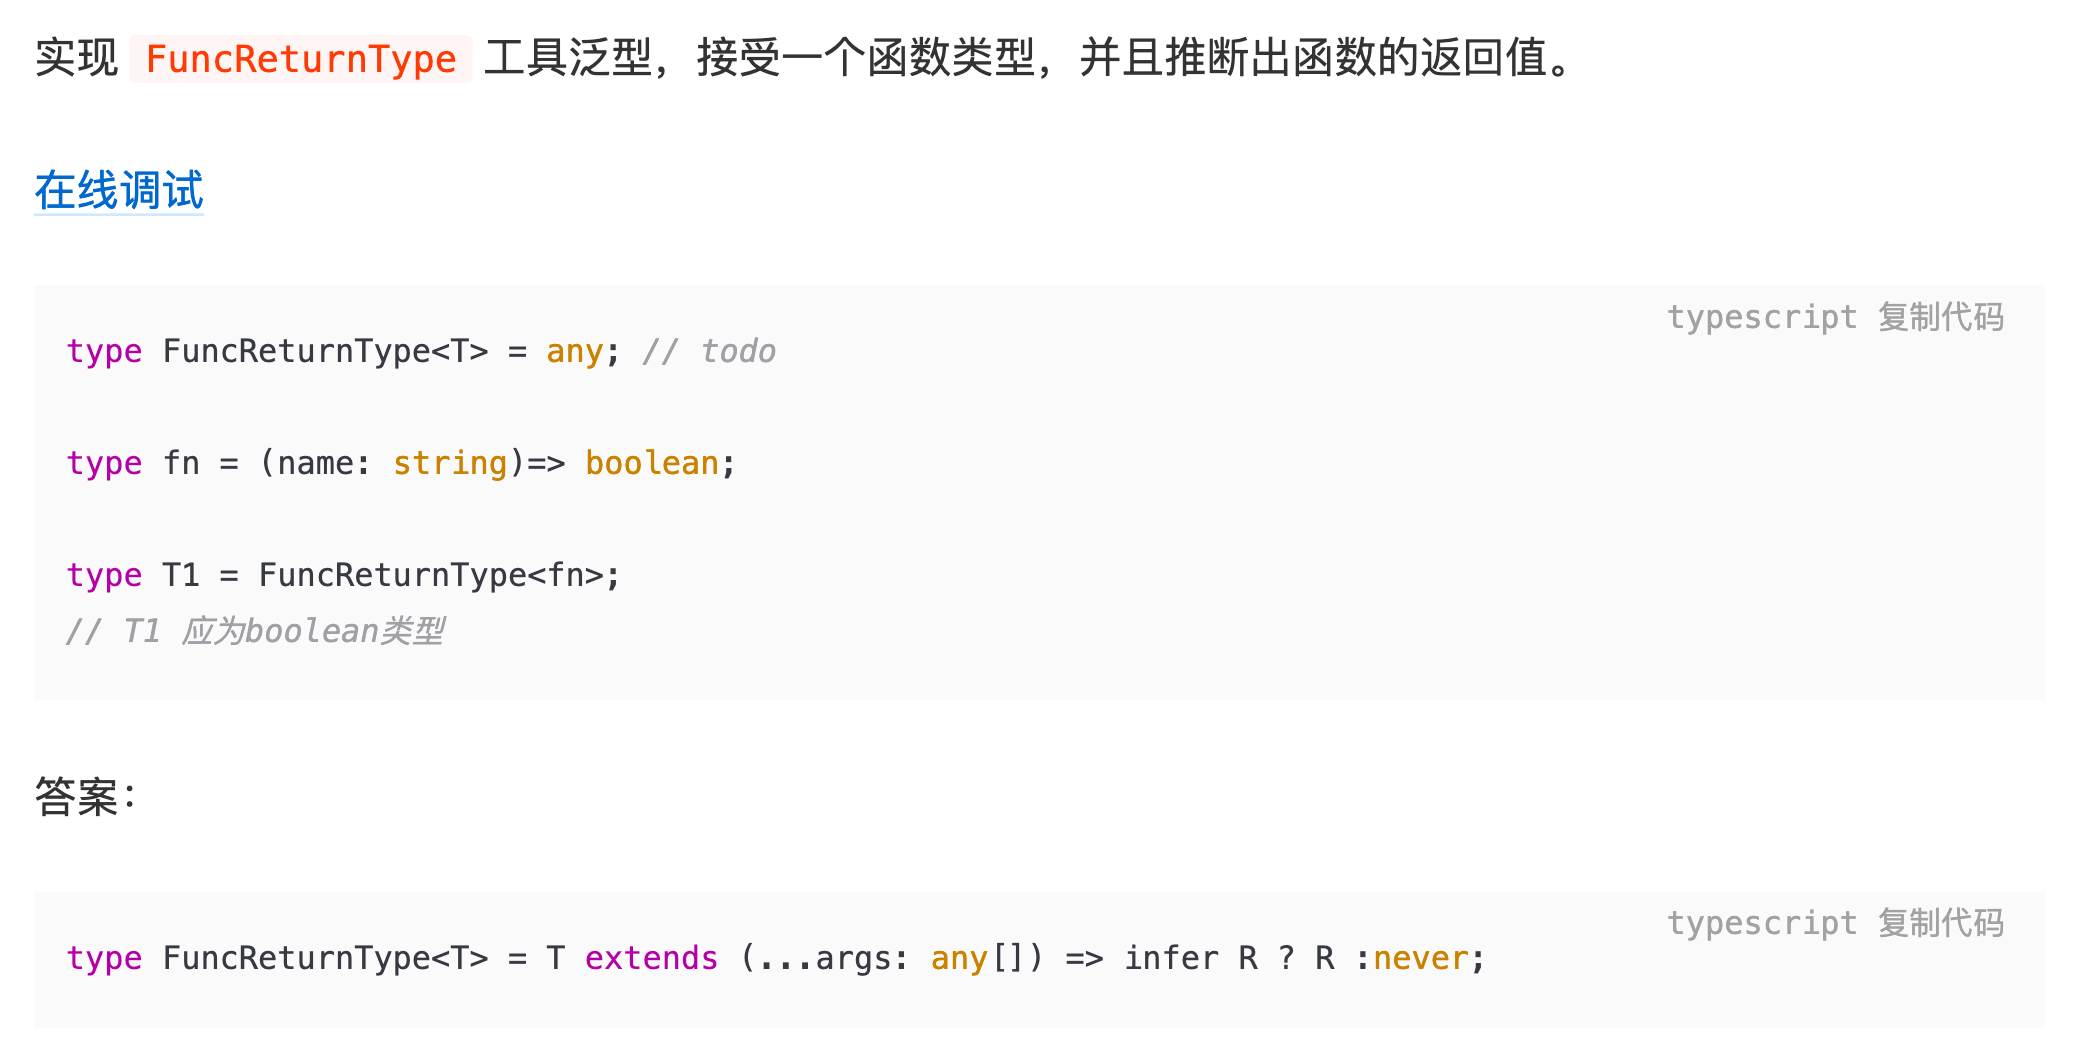 实现 FuncReturnType 工具泛型，接受一个函数类型，并且推断出函数的返回值。
在线调试
typescript 复制代码
type FuncReturnType<T> = any; // todo
type fn = (name: string)=> boolean;
type T1 = FuncReturnType<fn>;
// T1 应为boolean类型
答案：
typescript 复制代码
type FuncReturnType<T> = T extends (...args: any[]) => infer R ? R :never;